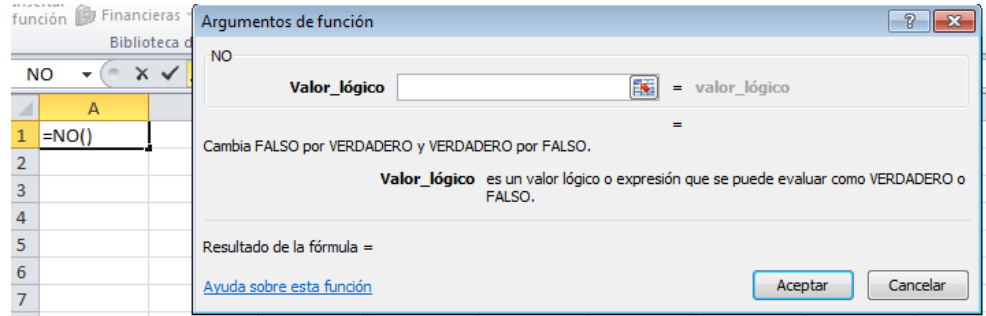 función Financieras
Biblioteca d
Argumentos de función
NO
NO
Valor_lógico = valor_lógico
=
Cambia FALSO por VERDADERO y VERDADERO por FALSO.
Valor_lógico es un valor lógico o expresión que se puede evaluar como VERDADERO o
FALSO.
Resultado de la fórmula =
Ayuda sobre esta función
Aceptar Cancelar
A
1 =NO()
2
3
4
5
6
7